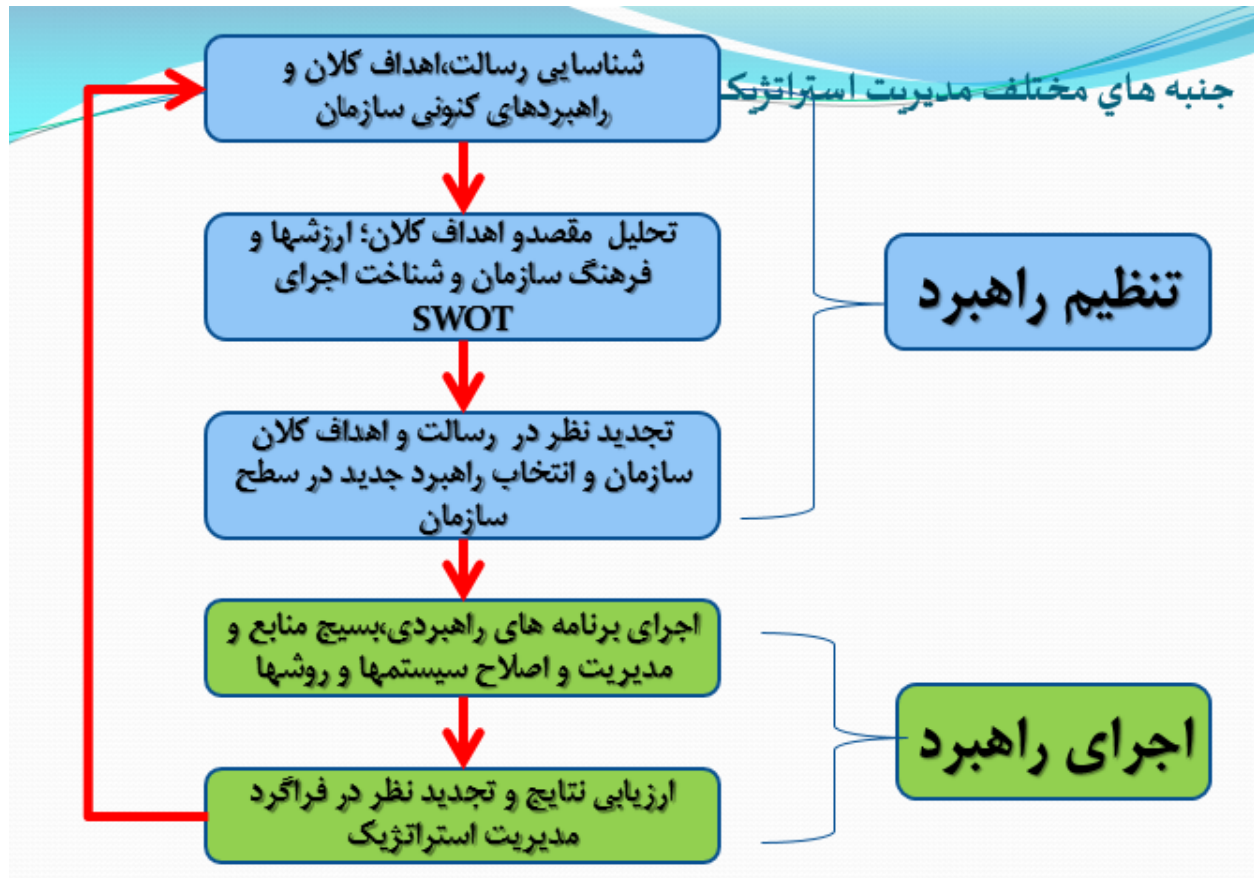 جنبه هاي مختلف مديريت استراتژيک
شناسایی رسالت،اهداف کلان و
راهبردهای کنونی سازمان
تحلیل مقصدو اهداف کلان؛ ارزشها و
فرهنگ سازمان و شناخت اجرای
SWOT
تجدید نظر در رسالت و اهداف کلان
سازمان و انتخاب راهبرد جدید در سطح
سازمان
تنظیم راهبرد
اجرای برنامه های راهبردی،بسیج منابع و
مدیریت و اصلاح سیستمها و روشها
ارزیابی نتایج و تجدید نظر در فراگرد
مدیریت استراتژیک
اجرای راهبرد